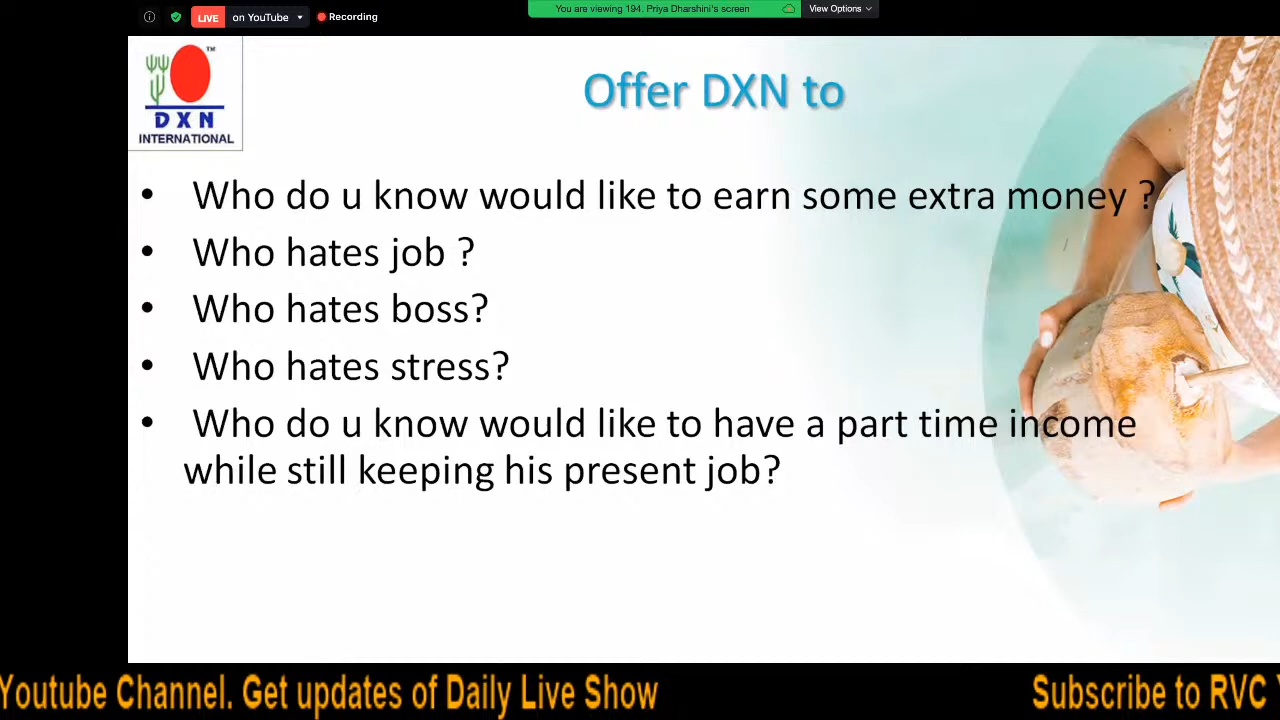 LIVE on YouTube Recording
You are viewing 194. Priya Dharshini's screen View Options
TM
DXN
INTERNATIONAL
Offer DXN to
• Who do u know would like to earn some extra money ?
• Who hates job ?
• Who hates boss?
• Who hates stress?
• Who do u know would like to have a part time income
while still keeping his present job?
Youtube Channel. Get updates of Daily Live Show Subscribe to RVC